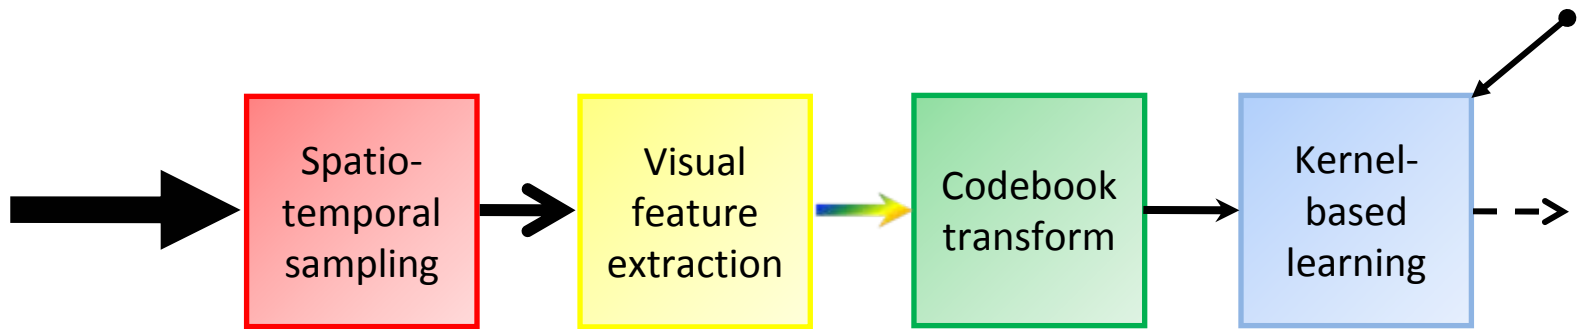 Spatio-
temporal
sampling
Visual
feature
extraction
Codebook
transform
Kernel-
based
learning